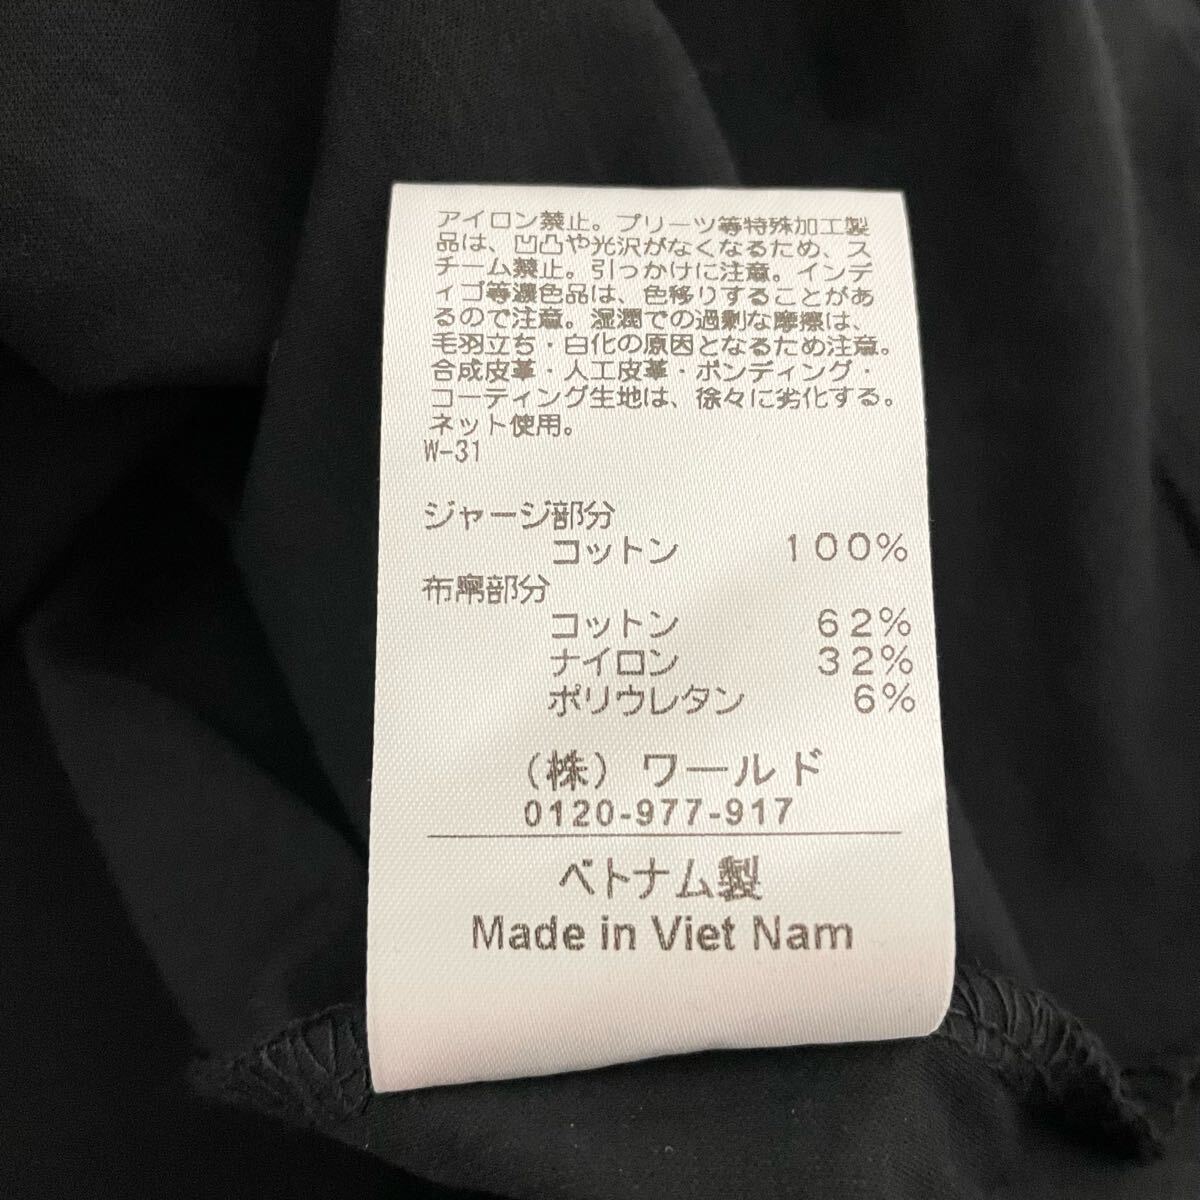 アイロン禁止。プリーツ等特殊加工製
品は、凹凸や光沢がなくなるため、ス
チーム禁止。引っかけに注意。インデ
ィゴ等濃色品は、色移りすることがあ
るので注意。湿潤での過剰な摩擦は、
毛羽立ち・白化の原因となるため注意。
合成皮革・人工皮革・ボンディング・
コーティング生地は、徐々に劣化する。
ネット使用。
W-31
ジャージ部分
コットン 100%
布帛部分
コットン 62%
ナイロン 32%
ポリウレタン 6%
(株) ワールド
0120-977-917
ベトナム製
Made in Viet Nam